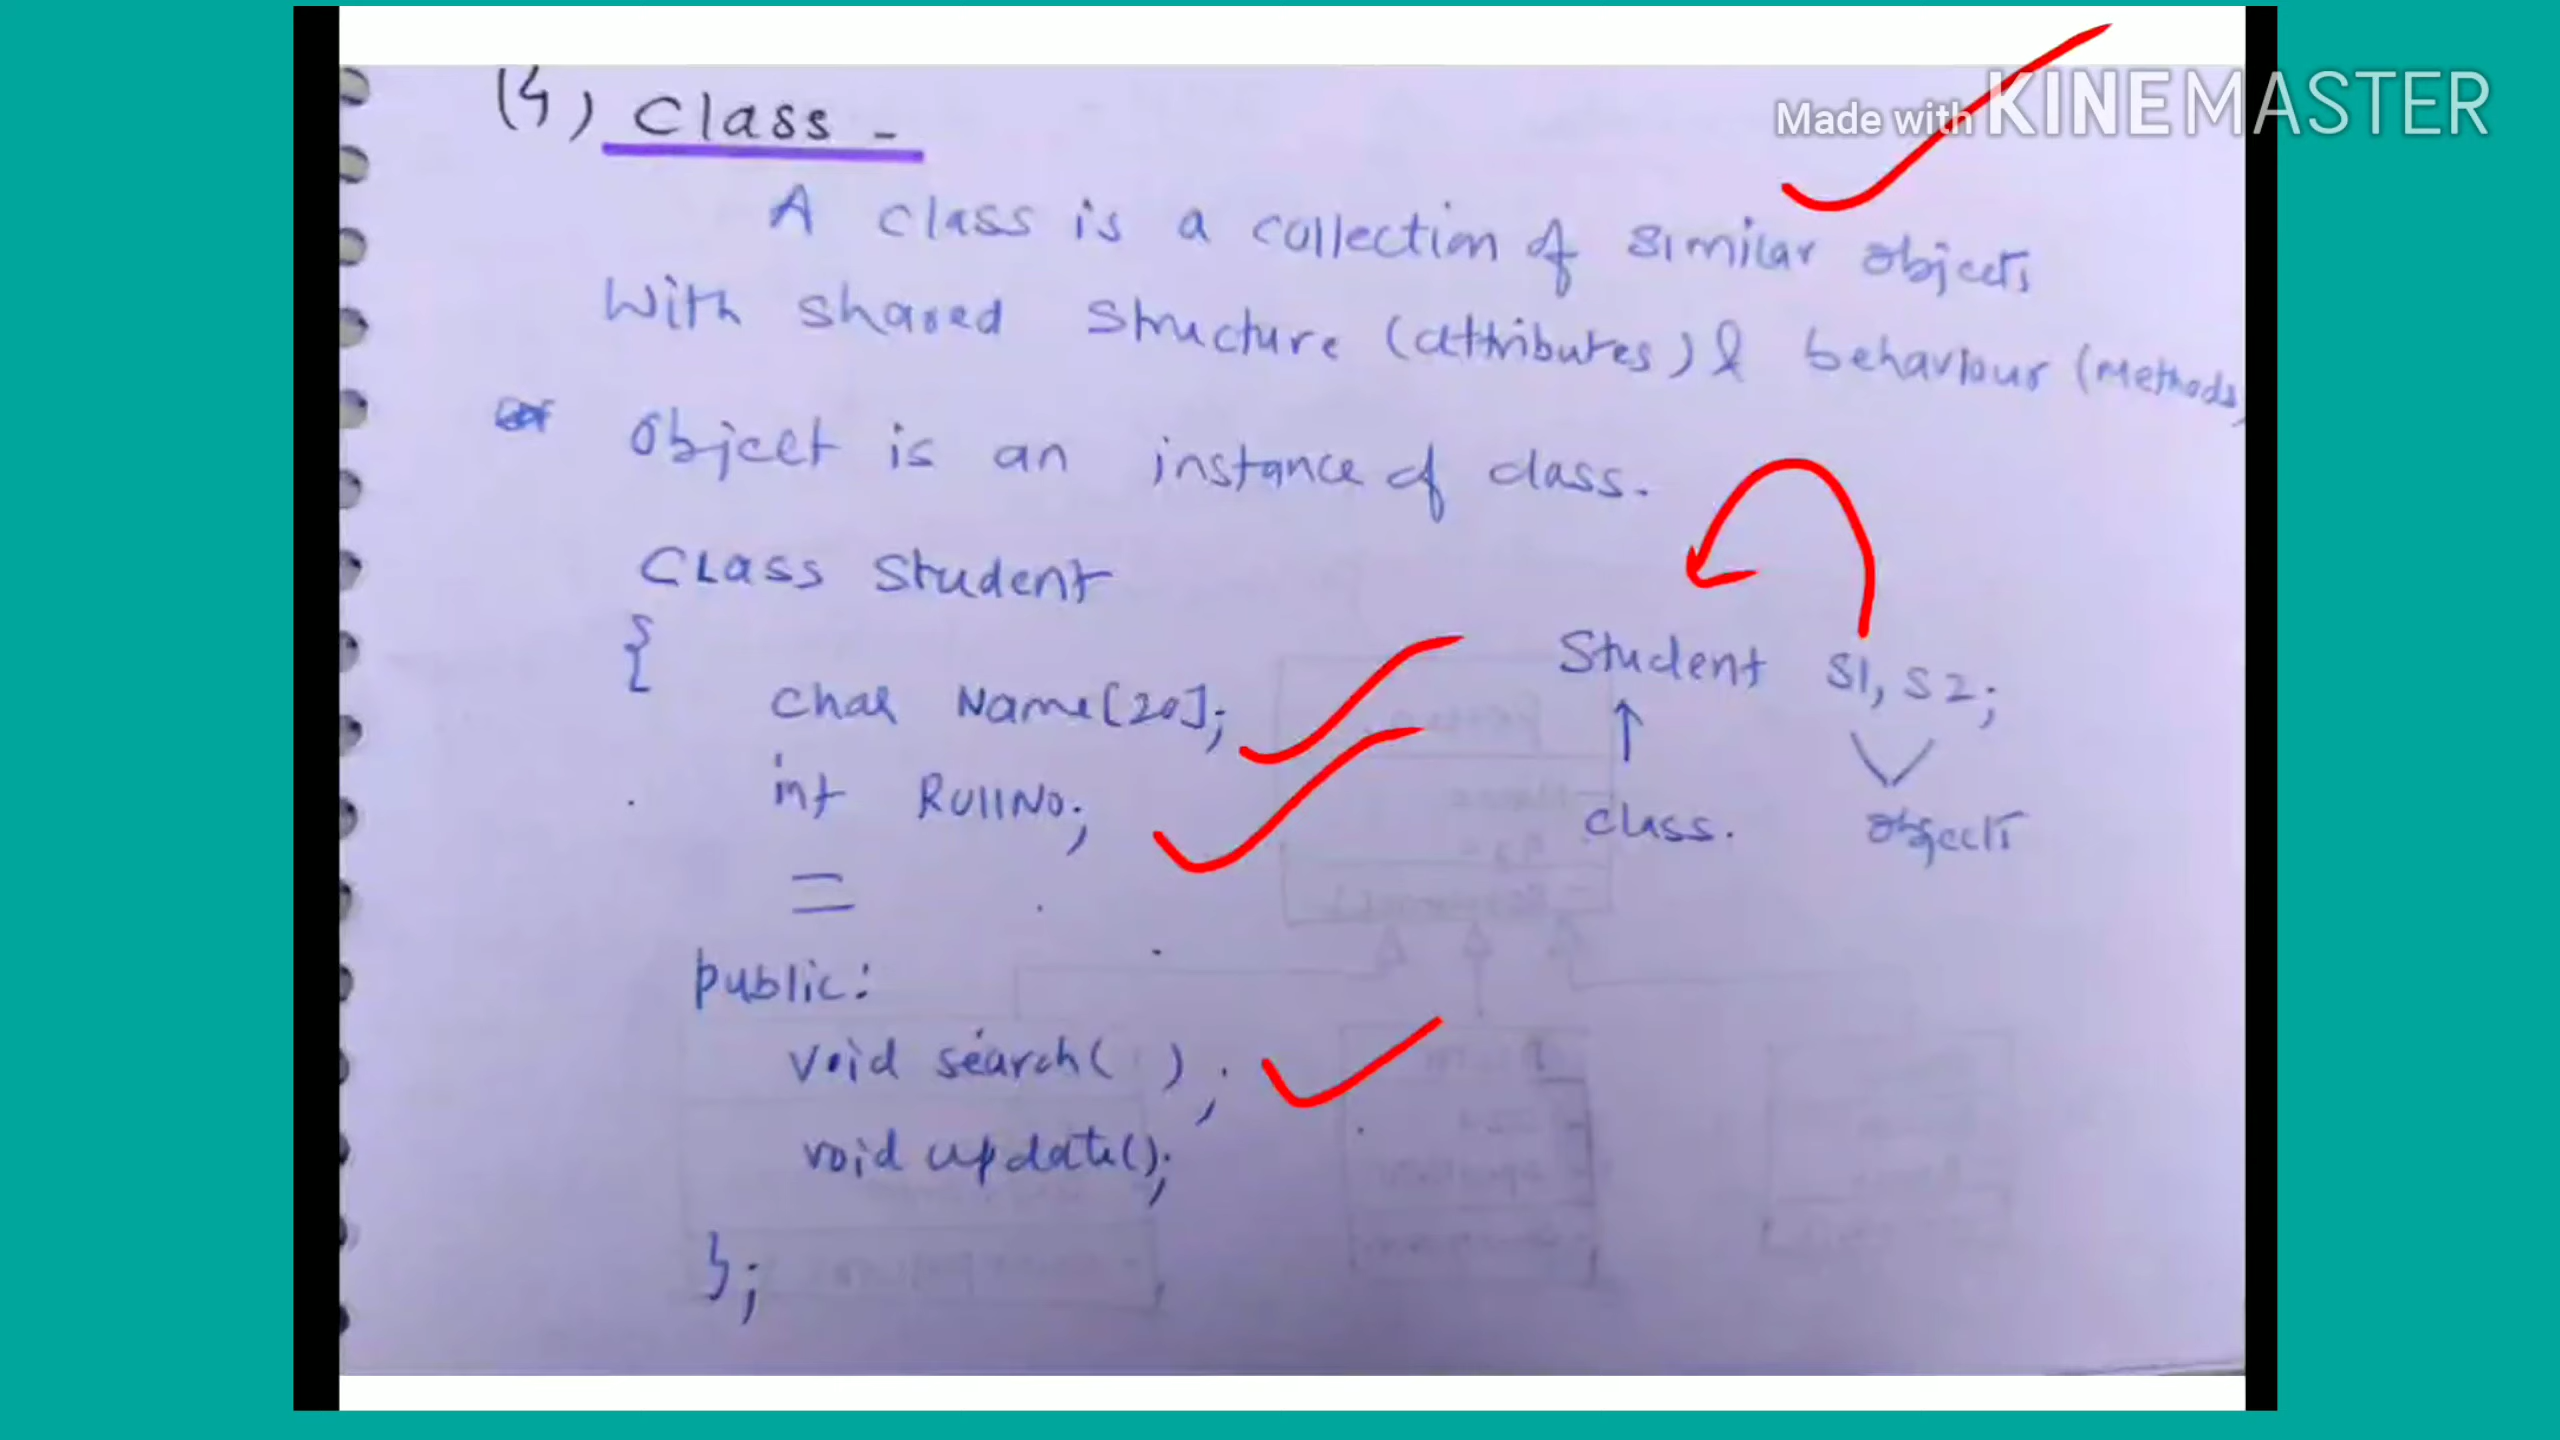 (4) Class -
Made with KINEMASTER
A class is a collection of similar objects
With shared structure (attributes) & behaviour (Methods)
Object is an instance of class.
Class Student
{
char Name[20];
int RollNo;
public:
void search( );
void update();
};
Student S1, S2;
class.
objects